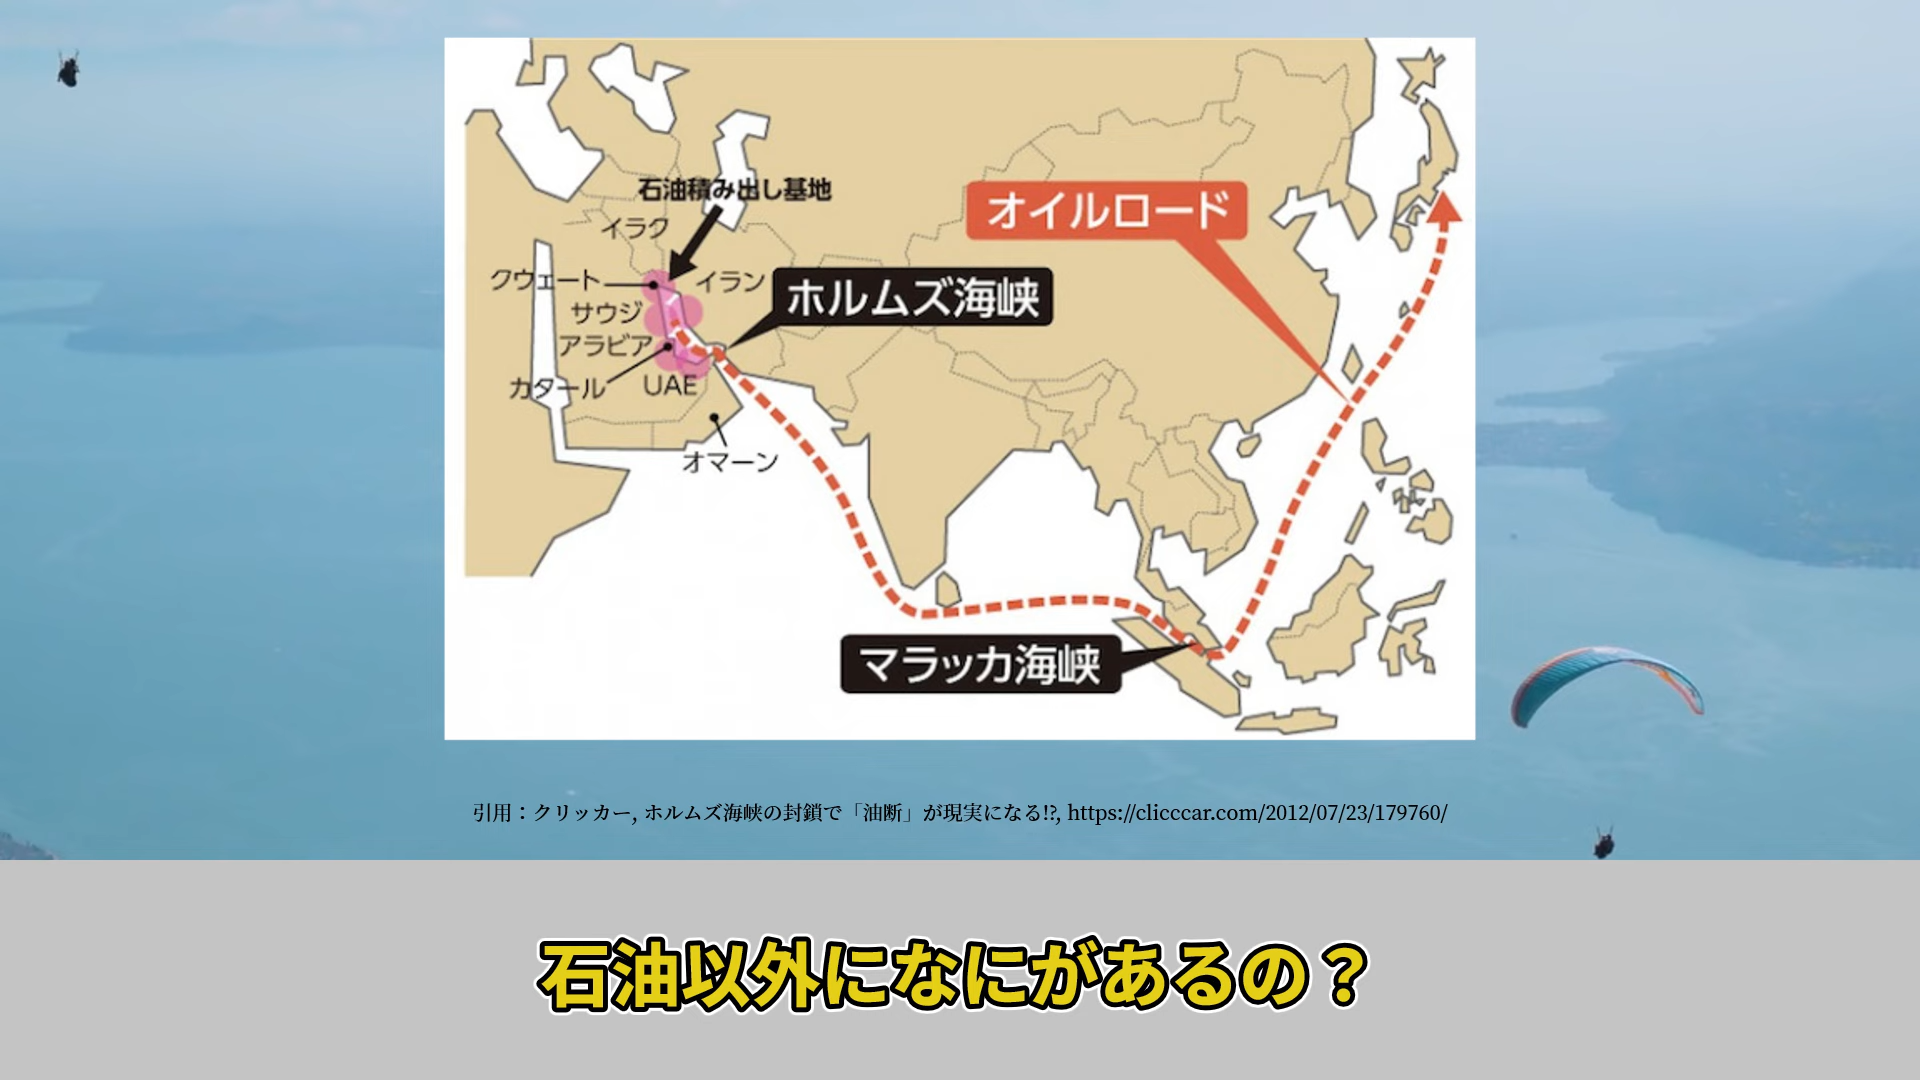 石油積み出し基地
イラク
オイルロード
クウェート
イラン
ホルムズ海峡
サウジ
アラビア
カタール
UAE
オマーン
マラッカ海峡
引用：クリッカー, ホルムズ海峡の封鎖で「油断」が現実になる!?, https://clicccar.com/2012/07/23/179760/
石油以外になにがあるの？